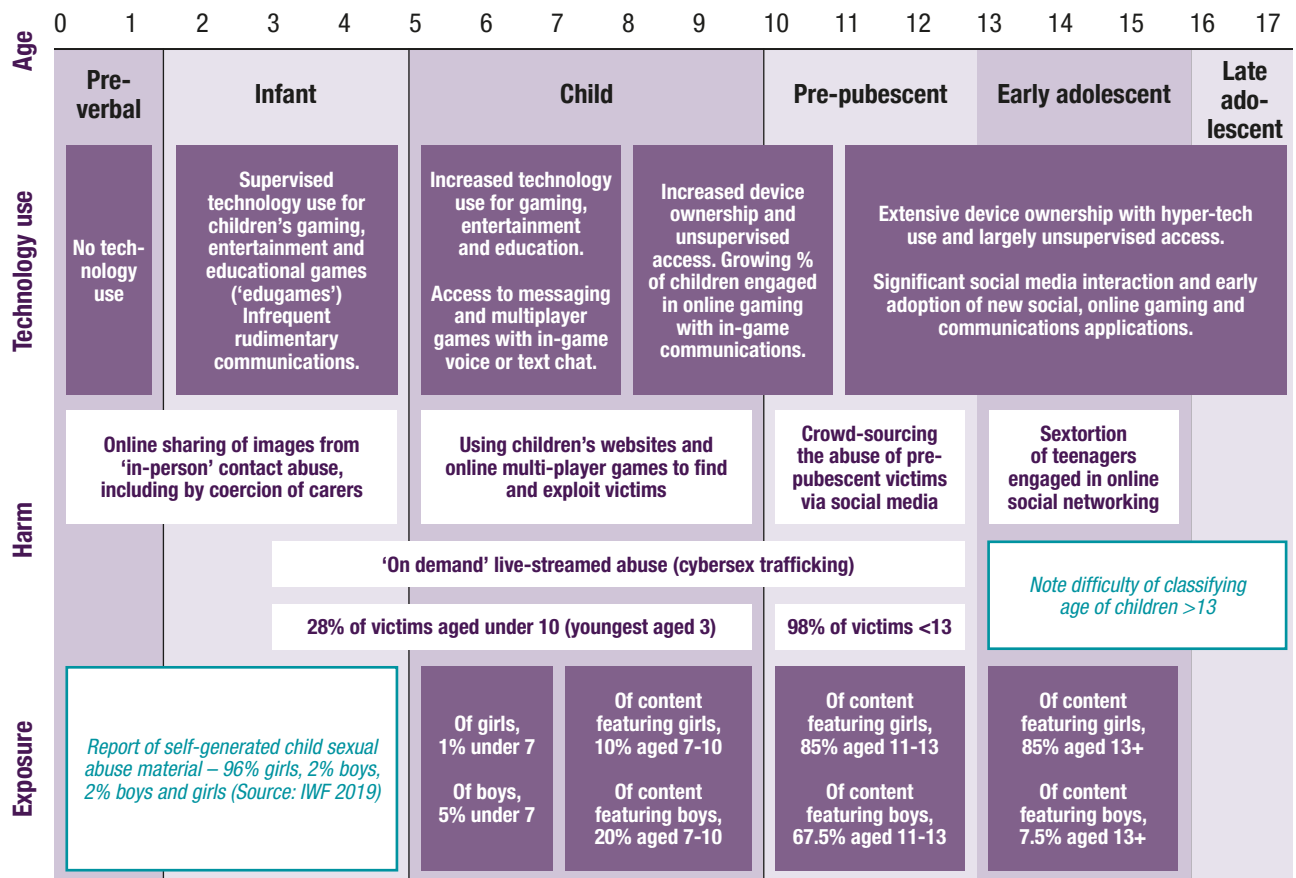 Age
0 1 2 3 4 5 6 7 8 9 10 11 12 13 14 15 16 17
Pre-
verbal
Infant
Child
Pre-pubescent
Early adolescent
Late
ado-
lescent
Technology use
No tech-
nology
use
Supervised
technology use for
children’s gaming,
entertainment and
educational games
(‘edugames’)
Infrequent
rudimentary
communications.
Increased technology
use for gaming,
entertainment
and education.
Access to messaging
and multiplayer
games with in-game
voice or text chat.
Increased device
ownership and
unsupervised
access. Growing %
of children engaged
in online gaming
with in-game
communications.
Extensive device ownership with hyper-tech
use and largely unsupervised access.
Significant social media interaction and early
adoption of new social, online gaming and
communications applications.
Harm
Online sharing of images from
‘in-person’ contact abuse,
including by coercion of carers
Using children’s websites and
online multi-player games to find
and exploit victims
Crowd-sourcing
the abuse of pre-
pubescent victims
via social media
Sextortion
of teenagers
engaged in online
social networking
‘On demand’ live-streamed abuse (cybersex trafficking)
28% of victims aged under 10 (youngest aged 3)
98% of victims <13
Note difficulty of classifying
age of children >13
Exposure
Report of self-generated child sexual
abuse material – 96% girls, 2% boys,
2% boys and girls (Source: IWF 2019)
Of girls,
1% under 7
Of boys,
5% under 7
Of content
featuring girls,
10% aged 7-10
Of content
featuring boys,
20% aged 7-10
Of content
featuring girls,
85% aged 11-13
Of content
featuring boys,
67.5% aged 11-13
Of content
featuring girls,
85% aged 13+
Of content
featuring boys,
7.5% aged 13+